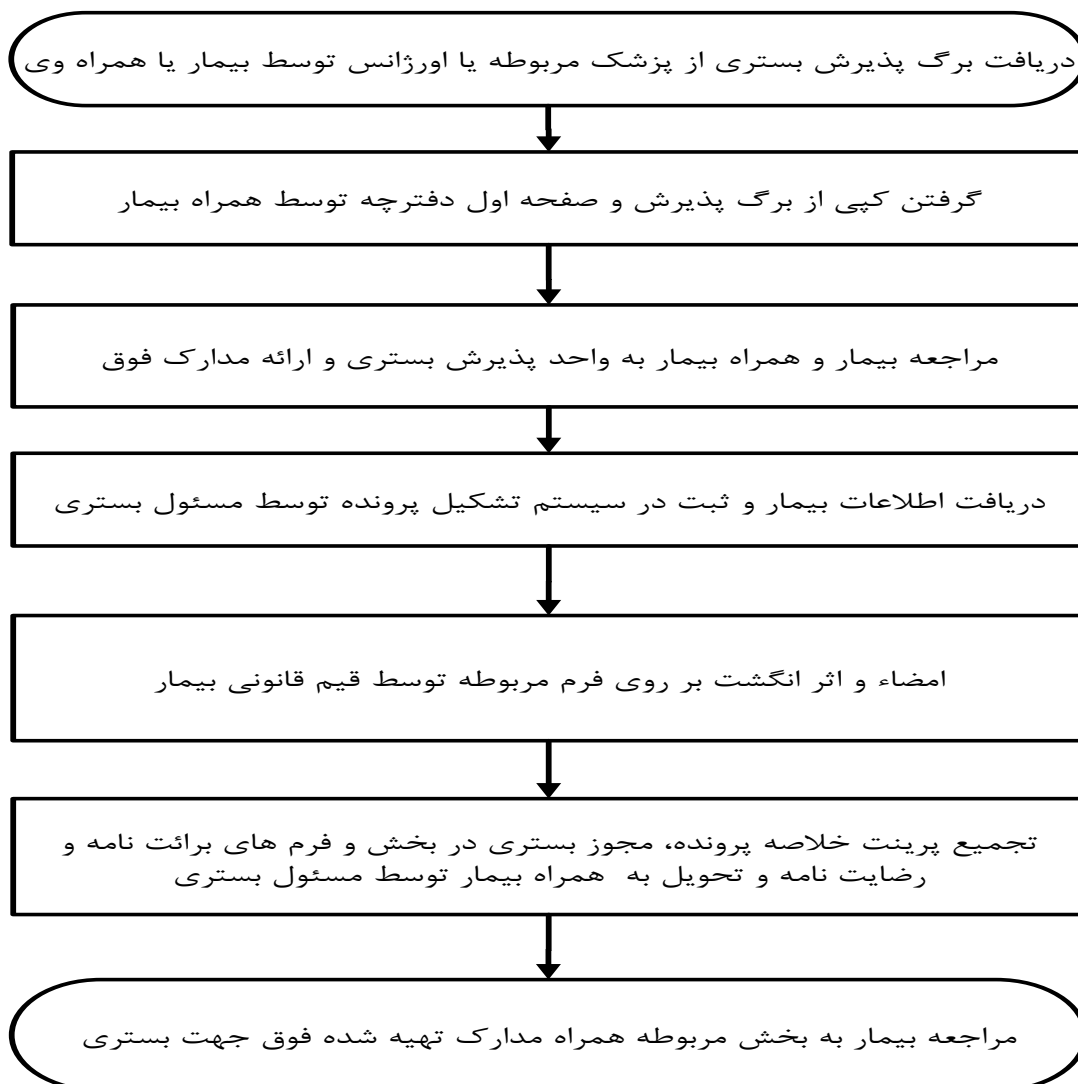 دریافت برگ پذیرش بستری از پزشک مربوطه یا اورژانس توسط بیمار یا همراه وی
گرفتن کپی از برگ پذیرش و صفحه اول دفترچه توسط همراه بیمار
مراجعه بیمار و همراه بیمار به واحد پذیرش بستری و ارائه مدارک فوق
دریافت اطلاعات بیمار و ثبت در سیستم تشکیل پرونده توسط مسئول بستری
امضاء و اثر انگشت بر روی فرم مربوطه توسط قیم قانونی بیمار
تجمیع پرینت خلاصه پرونده، مجوز بستری در بخش و فرم های برائت نامه و
رضایت نامه و تحویل به همراه بیمار توسط مسئول بستری
مراجعه بیمار به بخش مربوطه همراه مدارک تهیه شده فوق جهت بستری